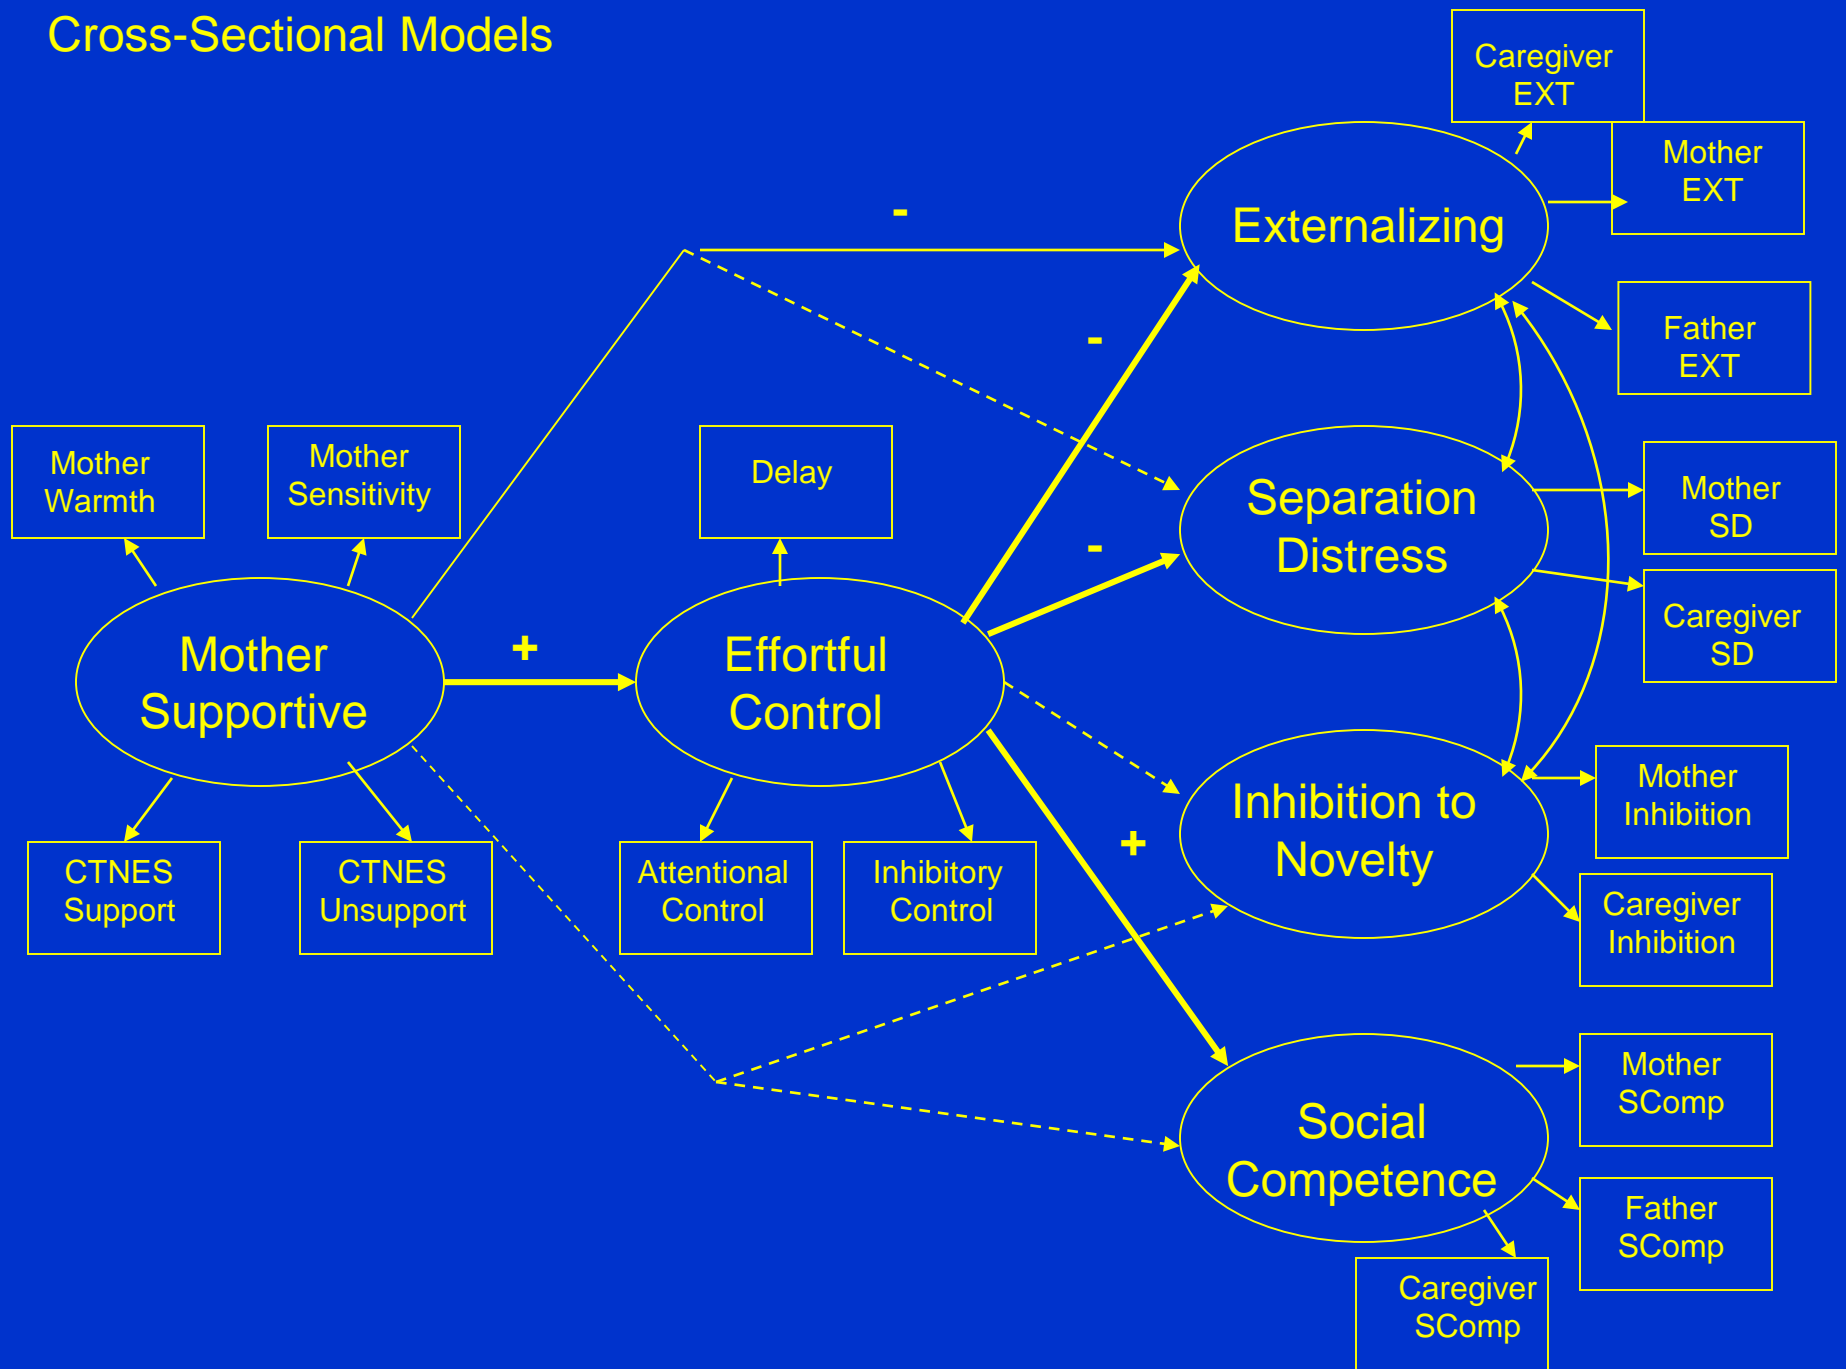 Cross-Sectional Models
Caregiver
EXT
Mother
EXT
-
Externalizing
-
Father
EXT
Mother
Warmth
Mother
Sensitivity
Delay
Separation
Distress
Mother
SD
-
Caregiver
SD
Mother
Supportive
+
Effortful
Control
Inhibition to
Novelty
Mother
Inhibition
+
CTNES
Support
CTNES
Unsupport
Attentional
Control
Inhibitory
Control
Caregiver
Inhibition
Social
Competence
Mother
SComp
Father
SComp
Caregiver
SComp